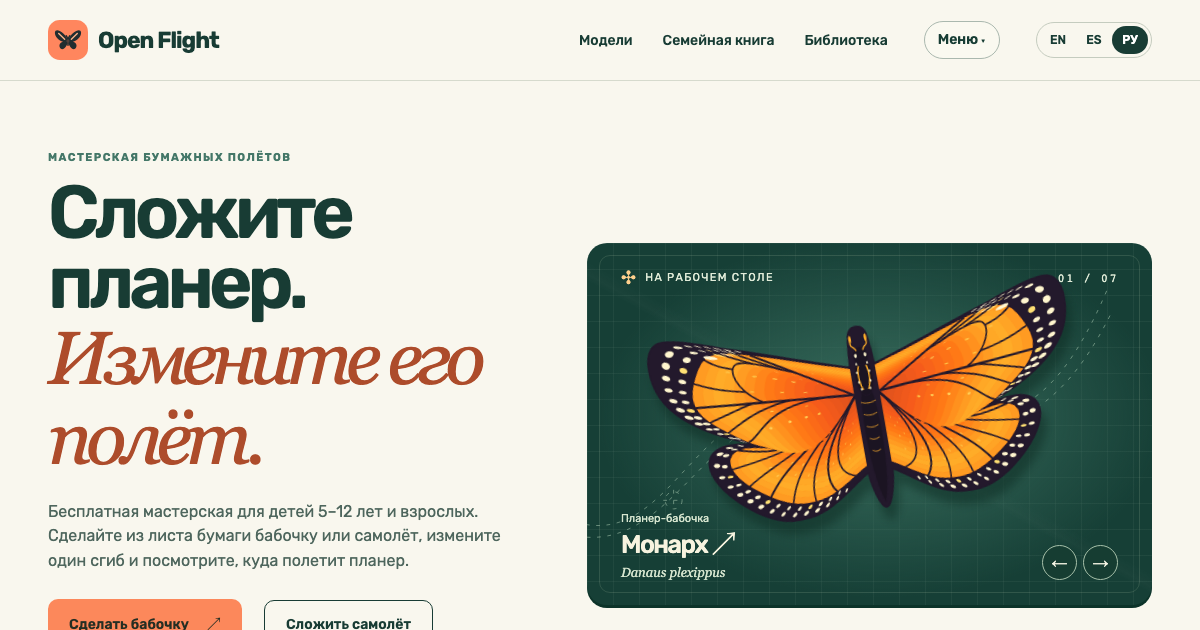 Open Flight
Модели
Семейная книга
Библиотека
Меню
EN ES РУ
МАСТЕРСКАЯ БУМАЖНЫХ ПОЛЁТОВ
Сложите
планер.
Измените его
полёт.
Бесплатная мастерская для детей 5–12 лет и взрослых.
Сделайте из листа бумаги бабочку или самолёт, измените
один сгиб и посмотрите, куда полетит планер.
Сделать бабочку ↗
Сложить самолёт
НА РАБОЧЕМ СТОЛЕ
01 / 07
Планер-бабочка
Монарх ↗
Danaus plexippus
← →